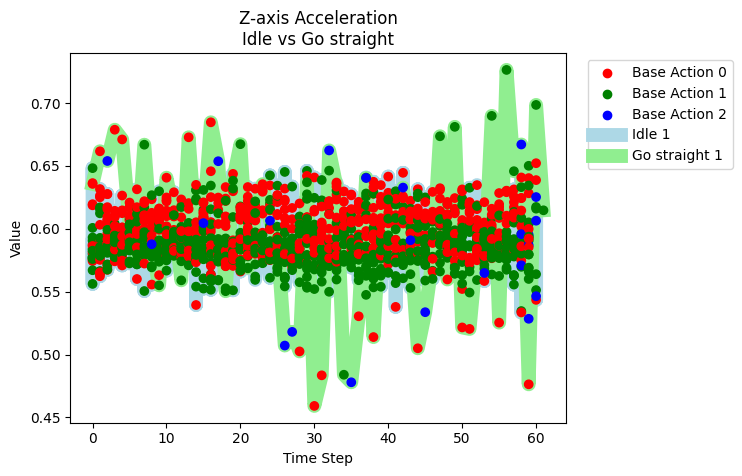 Z-axis Acceleration
Idle vs Go straight
Base Action 0
Base Action 1
Base Action 2
Idle 1
Go straight 1
Value
0.70
0.65
0.60
0.55
0.50
0.45
0 10 20 30 40 50 60
Time Step